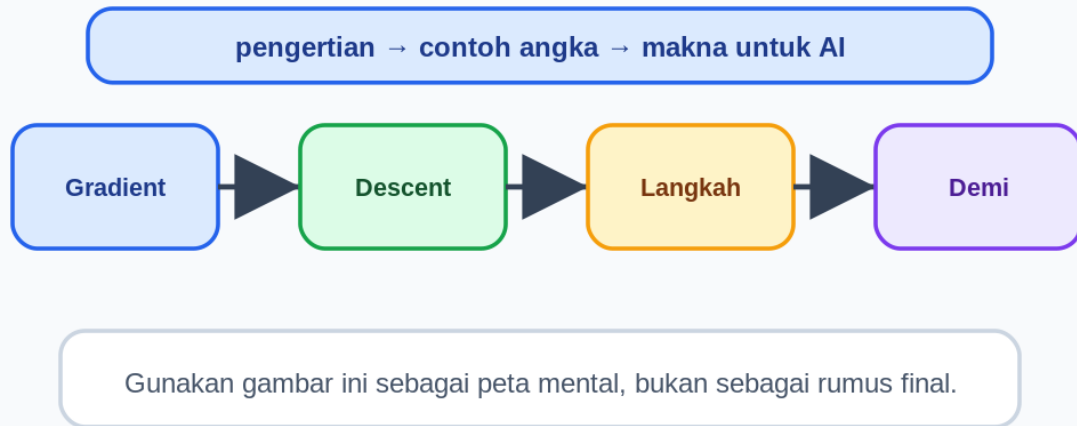 pengertian → contoh angka → makna untuk AI
Gradient
Descent
Langkah
Demi
Gunakan gambar ini sebagai peta mental, bukan sebagai rumus final.